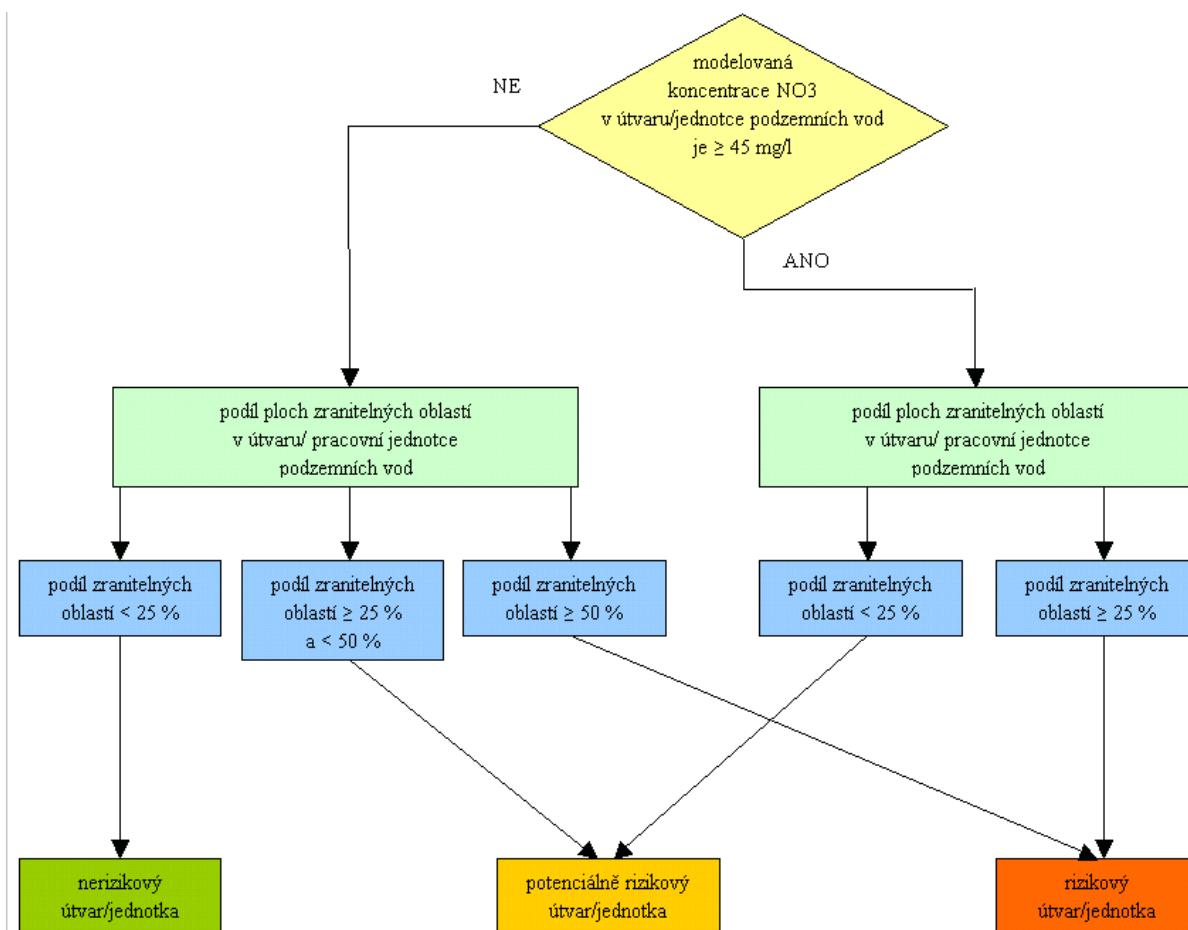 modelovaná
koncentrace NO3
v útvaru/jednotce podzemních vod
je ≥ 45 mg/l
NE
ANO
podíl ploch zranitelných oblastí
v útvaru/ pracovní jednotce
podzemních vod
podíl ploch zranitelných oblastí
v útvaru/ pracovní jednotce
podzemních vod
podíl zranitelných
oblastí < 25 %
podíl zranitelných
oblastí ≥ 25 %
a < 50 %
podíl zranitelných
oblastí ≥ 50 %
podíl zranitelných
oblastí < 25 %
podíl zranitelných
oblastí ≥ 25 %
nerizikový
útvar/jednotka
potenciálně rizikový
útvar/jednotka
rizikový
útvar/jednotka